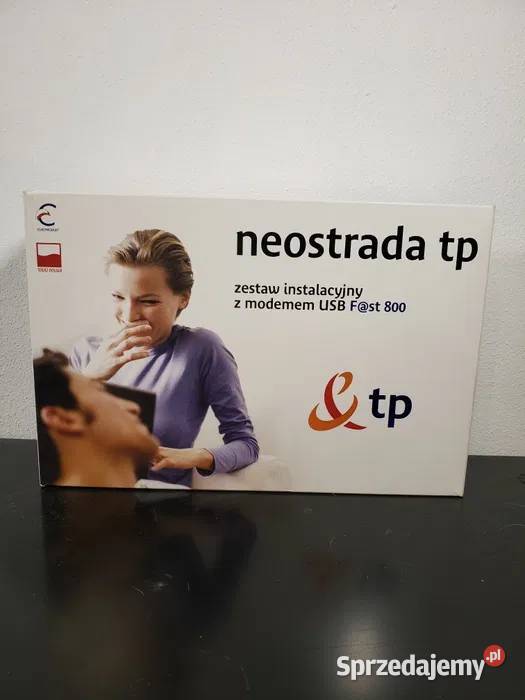 neostrada tp
zestaw instalacyjny
z modemem USB F@st 800
tp
Sprzedajemy.pl